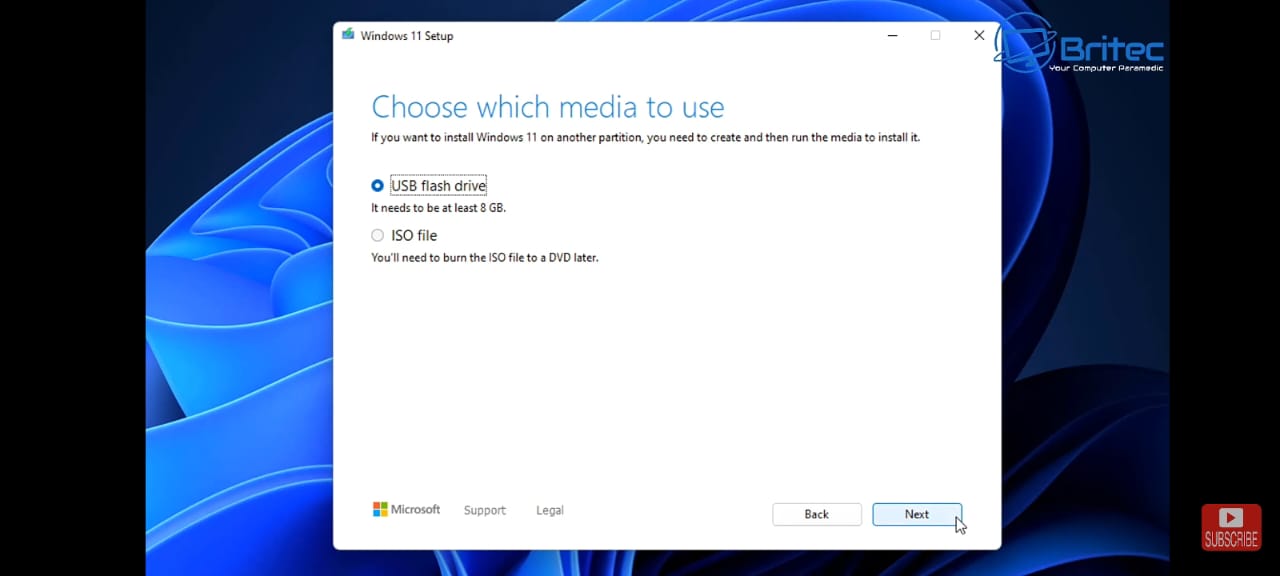 Windows 11 Setup
Britec
Your Computer Paramedic
Choose which media to use
If you want to install Windows 11 on another partition, you need to create and then run the media to install it.
USB flash drive
It needs to be at least 8 GB.
ISO file
You'll need to burn the ISO file to a DVD later.
Microsoft Support Legal Back Next
SUBSCRIBE